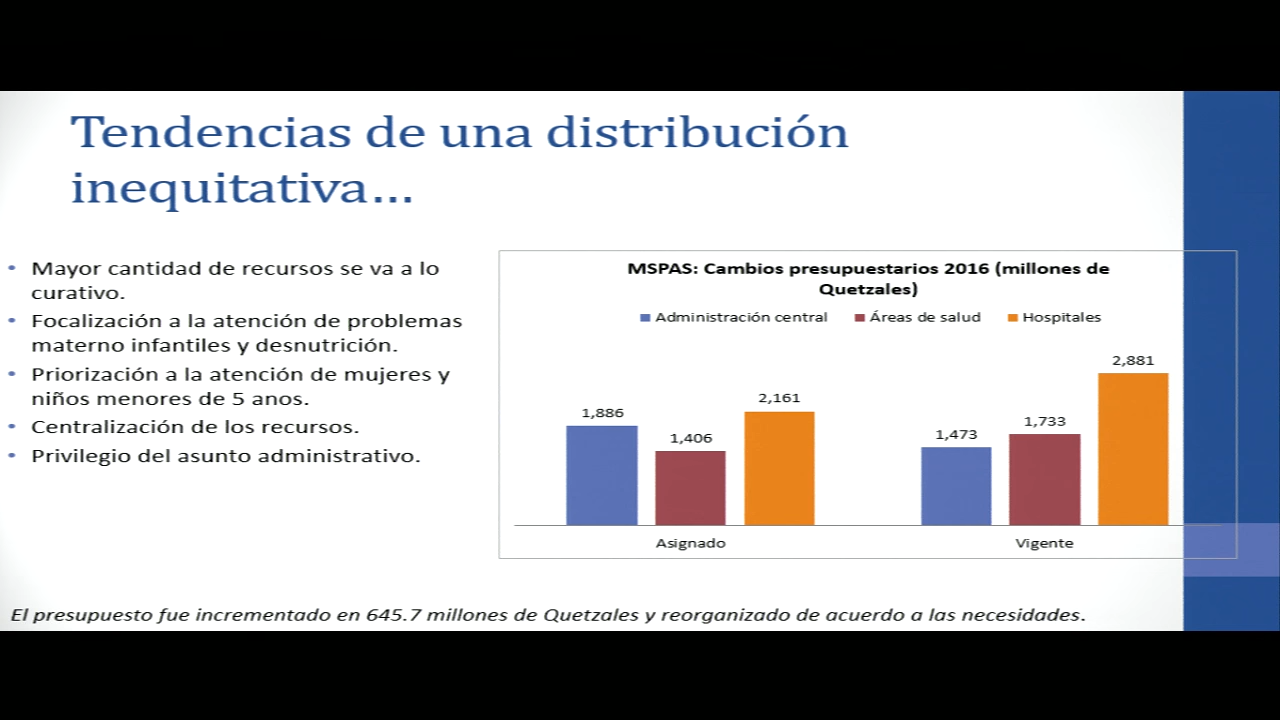 Tendencias de una distribución
inequitativa...
• Mayor cantidad de recursos se va a lo
curativo.
• Focalización a la atención de problemas
materno infantiles y desnutrición.
• Priorización a la atención de mujeres y
niños menores de 5 anos.
• Centralización de los recursos.
• Privilegio del asunto administrativo.
MSPAS: Cambios presupuestarios 2016 (millones de
Quetzales)
Administración central Áreas de salud Hospitales
1,886 1,406 2,161 1,473 1,733 2,881
Asignado Vigente
El presupuesto fue incrementado en 645.7 millones de Quetzales y reorganizado de acuerdo a las necesidades.